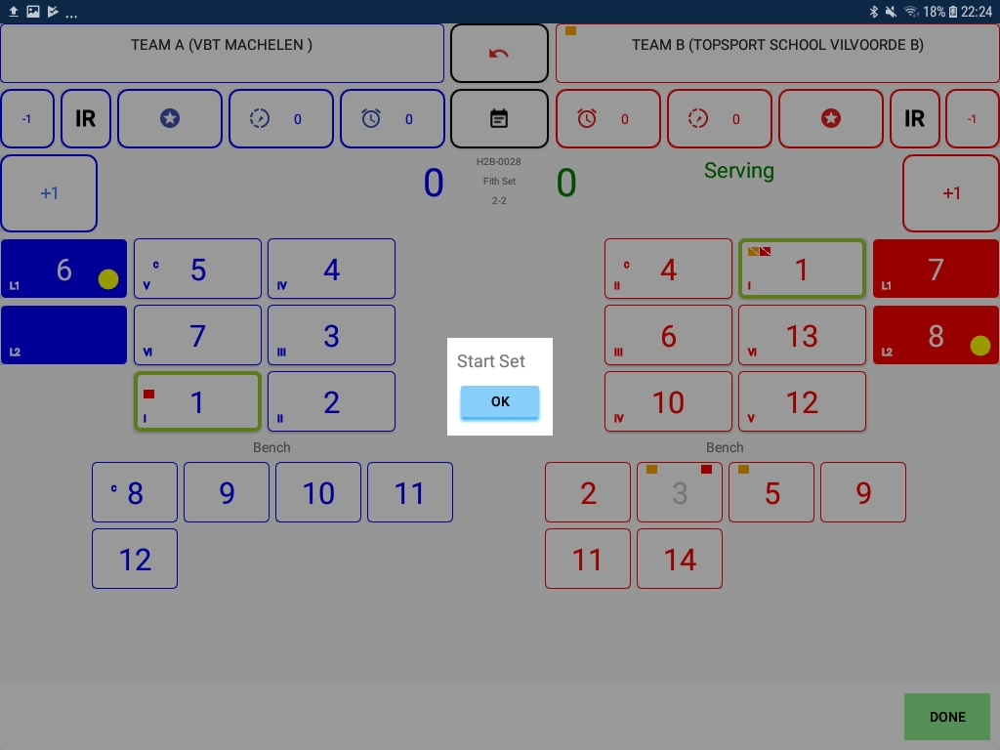 ... 18% 22:24
TEAM A (VBT MACHELEN )
TEAM B (TOPSPORT SCHOOL VILVOORDE B)
-1 IR 0 0
0 0 IR -1
+1 0
H2B-0028
Fith Set
2-2
0 Serving +1
6 L1
C 5 V
4 IV
C 4 II
1 I
7 L1
L2
7 VI
3 III
6 III
13 VI
8 L2
1 I
2 II
10 IV
12 V
Start Set
OK
Bench
C 8 9 10 11
12
Bench
2 3 5 9
11 14
DONE